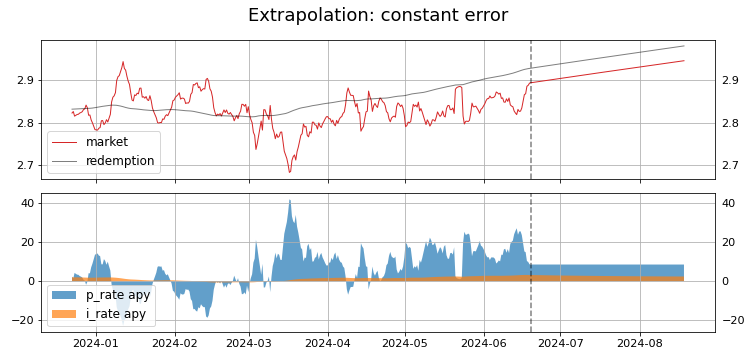 Extrapolation: constant error
2.9
2.9
2.8
2.8
2.7
2.7
market
redemption
40
40
20
20
0
0
−20
−20
p_rate apy
i_rate apy
2024-01 2024-02 2024-03 2024-04 2024-05 2024-06 2024-07 2024-08